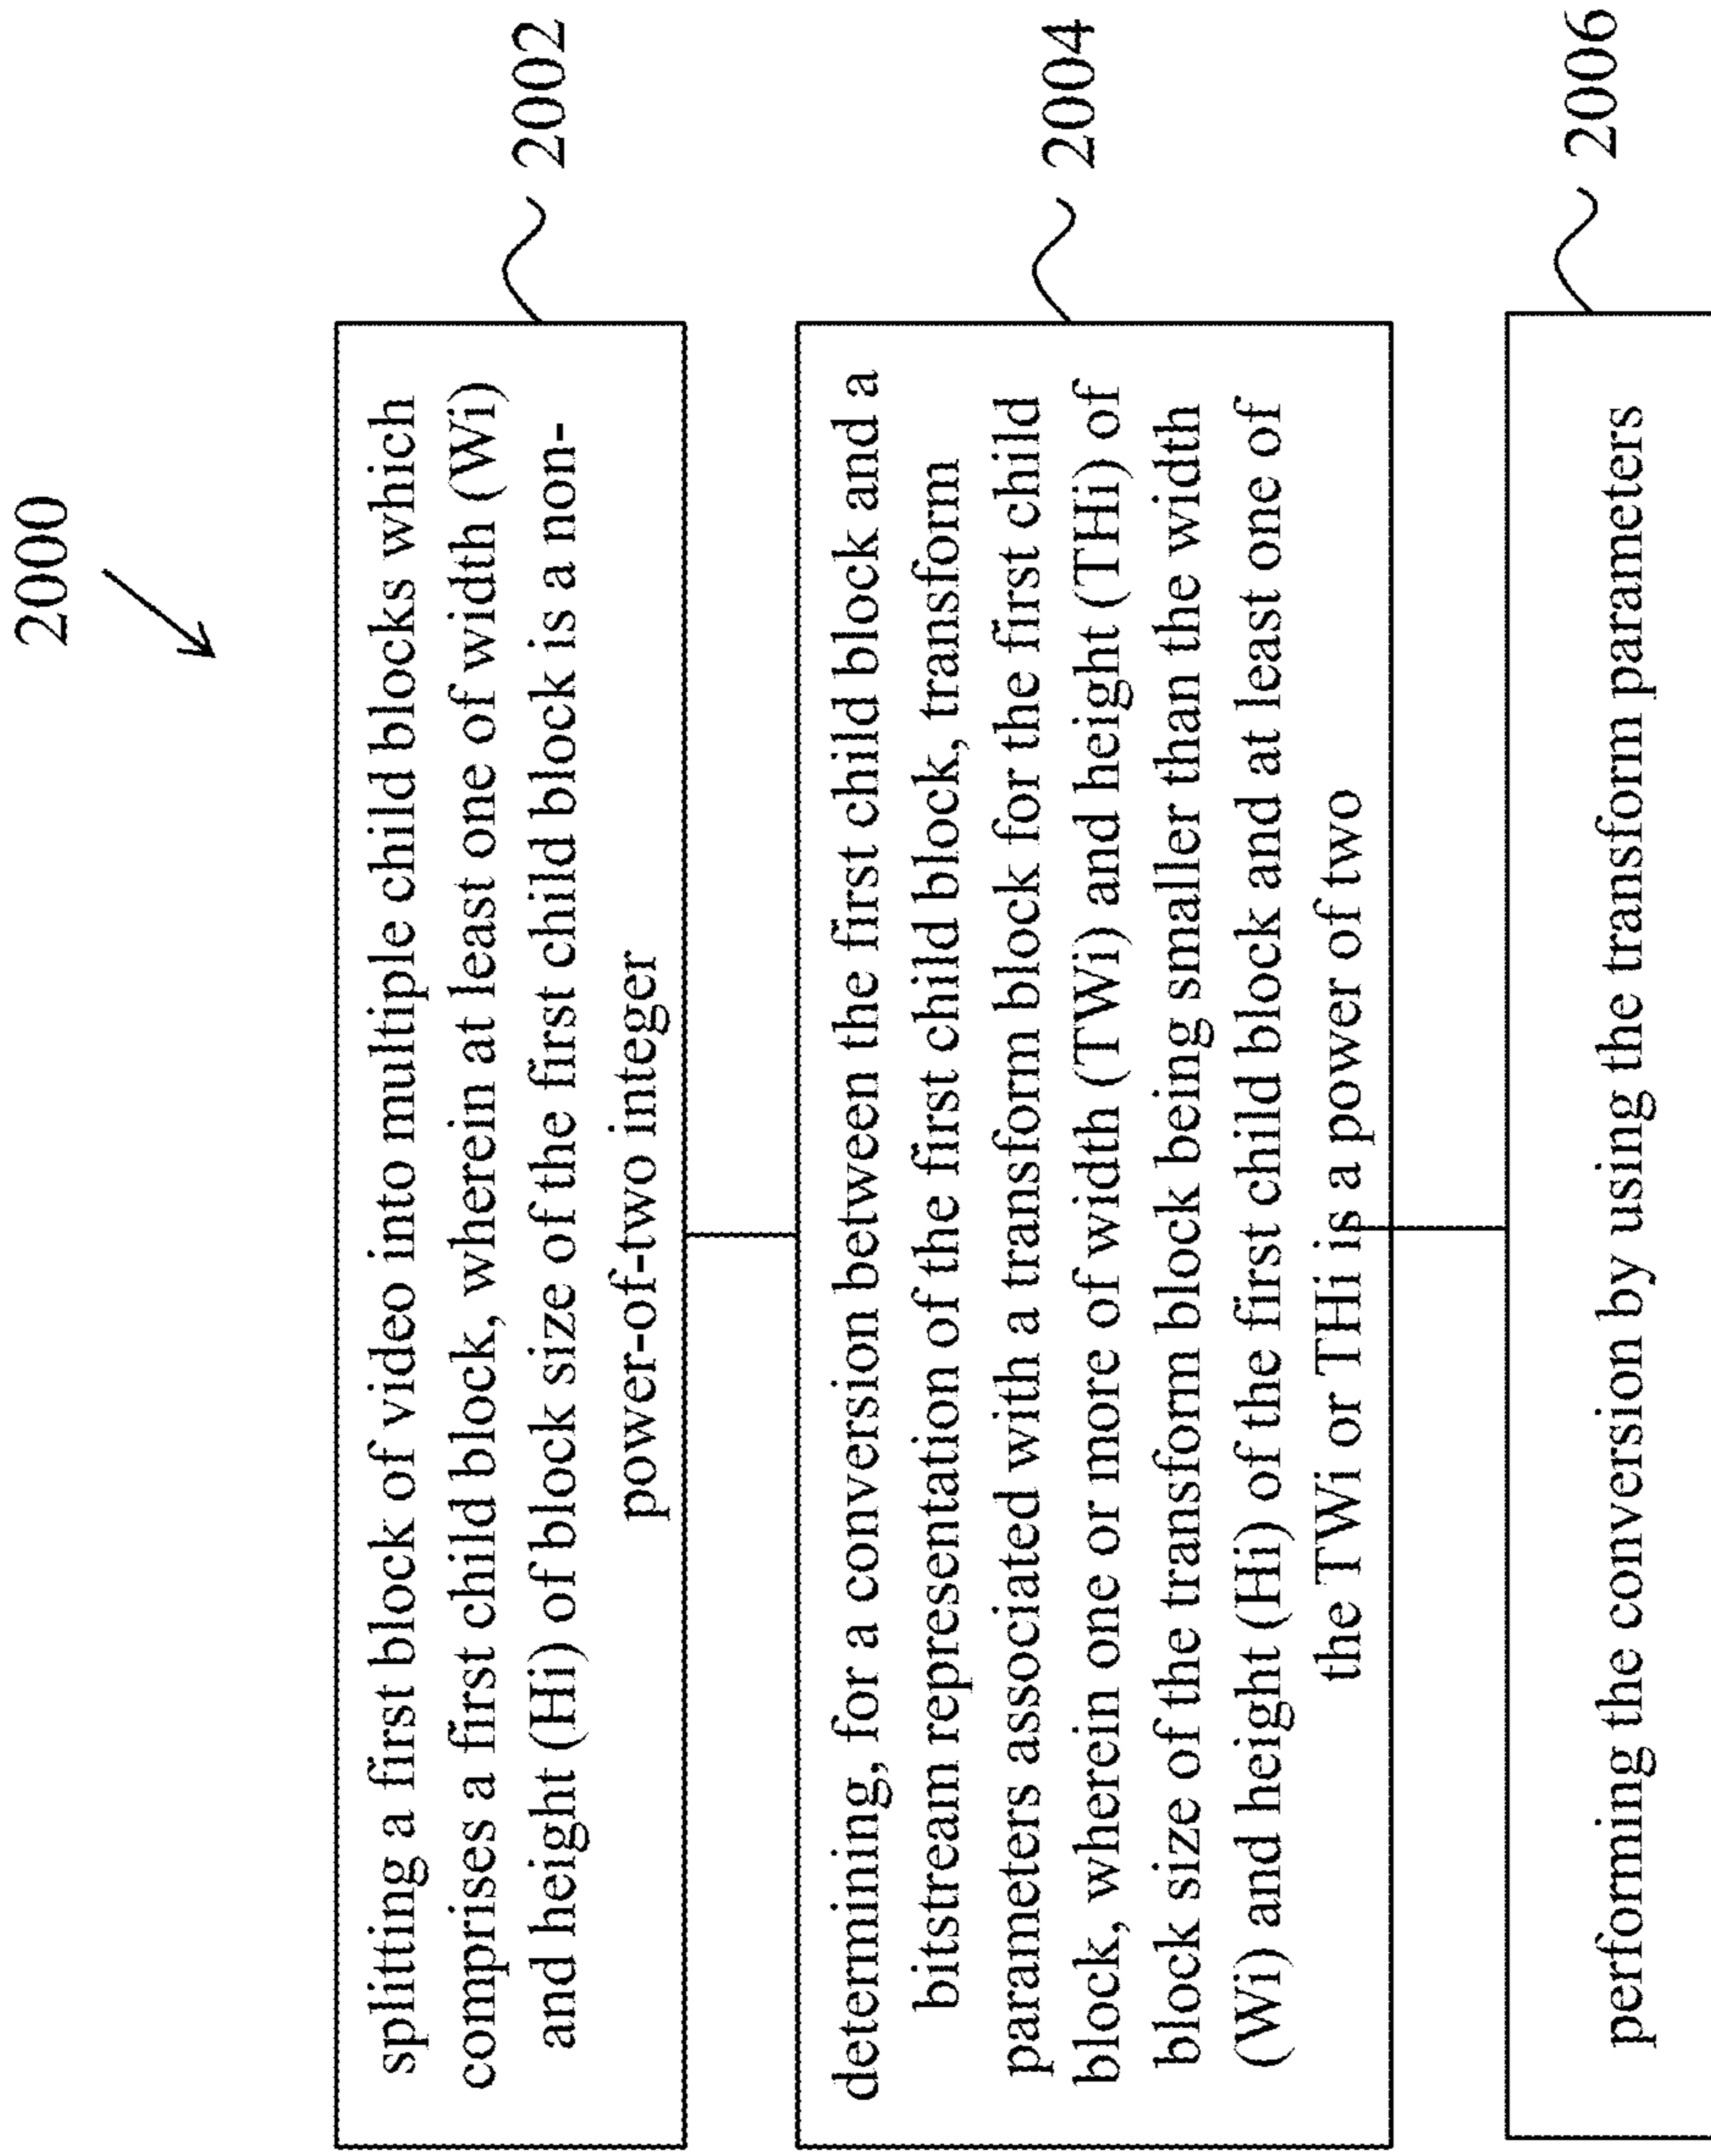 2000
splitting a first block of video into multiple child blocks which
comprises a first child block, wherein at least one of width (Wi)
and height (Hi) of block size of the first child block is a non-
power-of-two integer
2002
determining, for a conversion between the first child block and a
bitstream representation of the first child block, transform
parameters associated with a transform block for the first child
block, wherein one or more of width (TWi) and height (THi) of
block size of the transform block being smaller than the width
(Wi) and height (Hi) of the first child block and at least one of
the TWi or THi is a power of two
2004
performing the conversion by using the transform parameters
2006